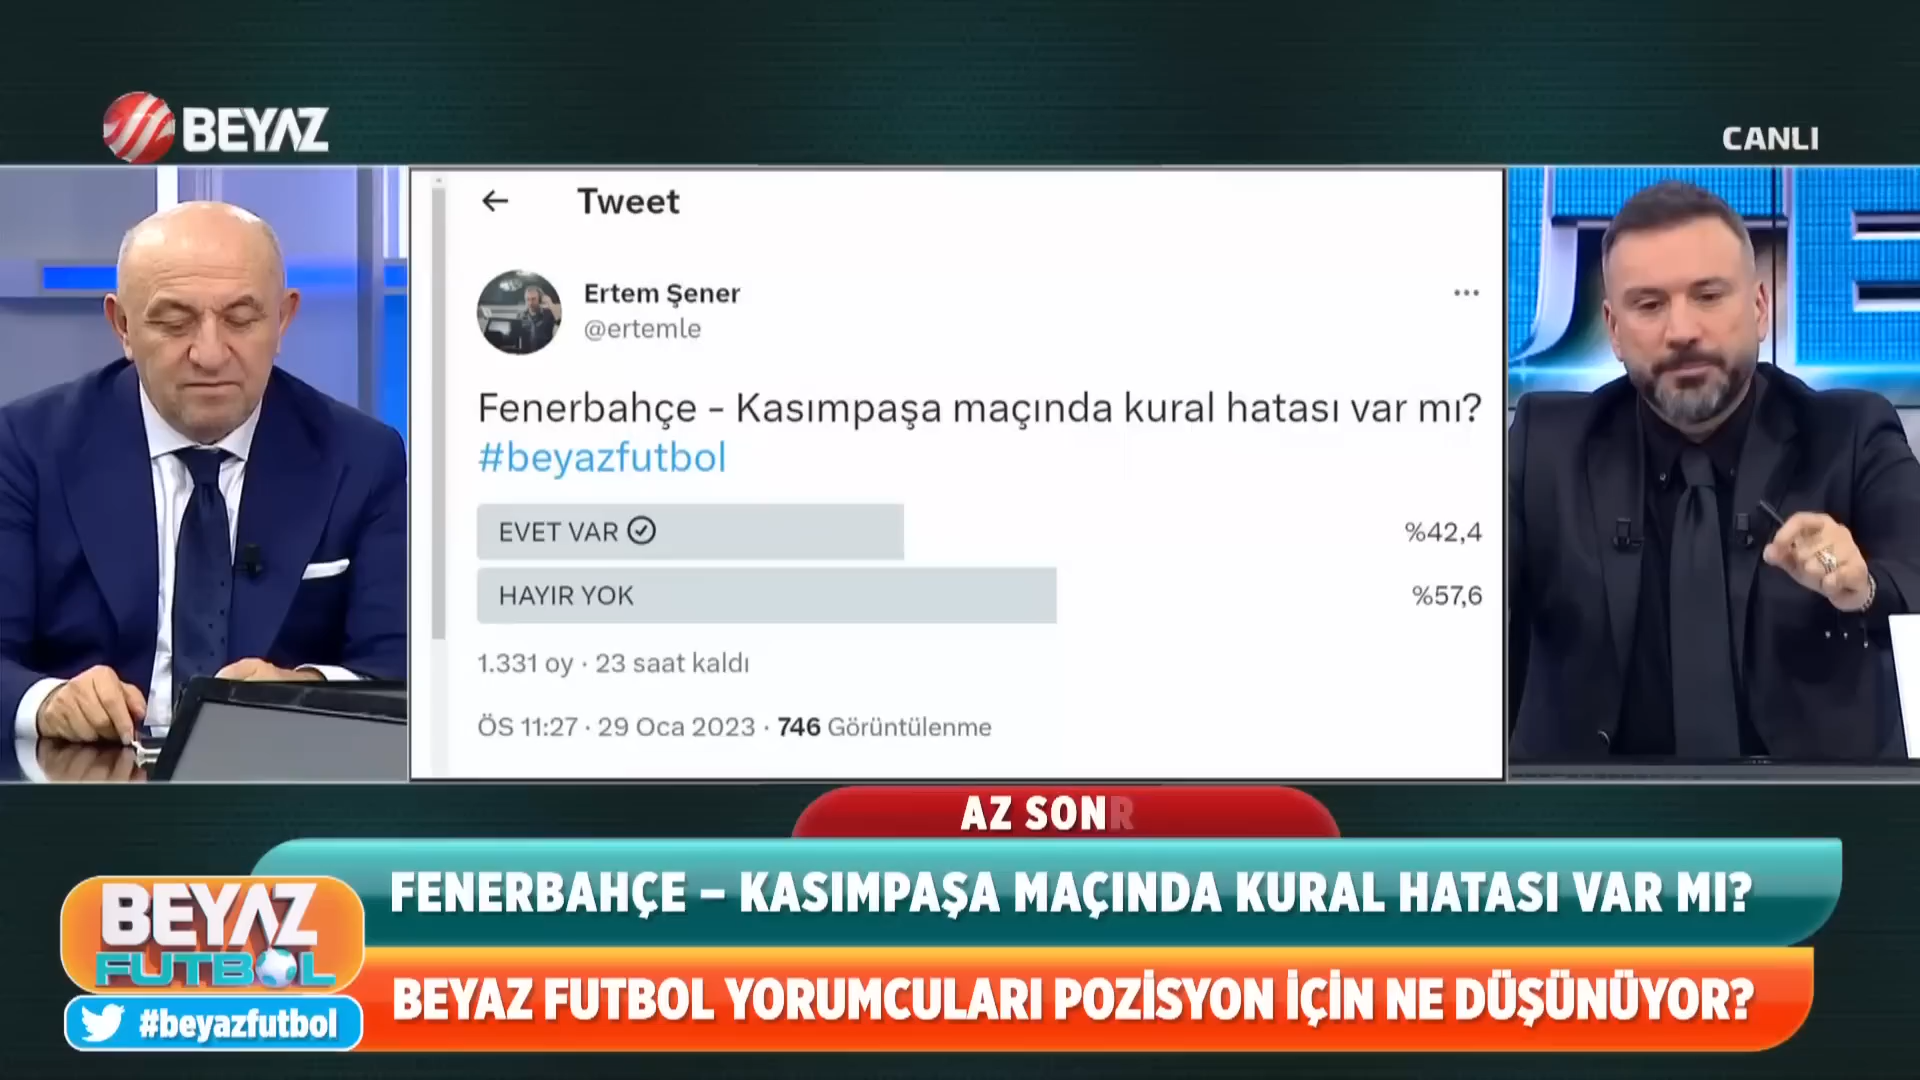 BEYAZ
CANLI
Tweet
Ertem Şener
@ertemle
Fenerbahçe - Kasımpaşa maçında kural hatası var mı?
#beyazfutbol
EVET VAR %42,4
HAYIR YOK %57,6
1.331 oy · 23 saat kaldı
ÖS 11:27 · 29 Oca 2023 · 746 Görüntülenme
AZ SONR
FENERBAHÇE – KASIMPAŞA MAÇINDA KURAL HATASI VAR MI?
BEYAZ
FUTBOL
BEYAZ FUTBOL YORUMCULARI POZİSYON İÇİN NE DÜŞÜNÜYOR?
#beyazfutbol